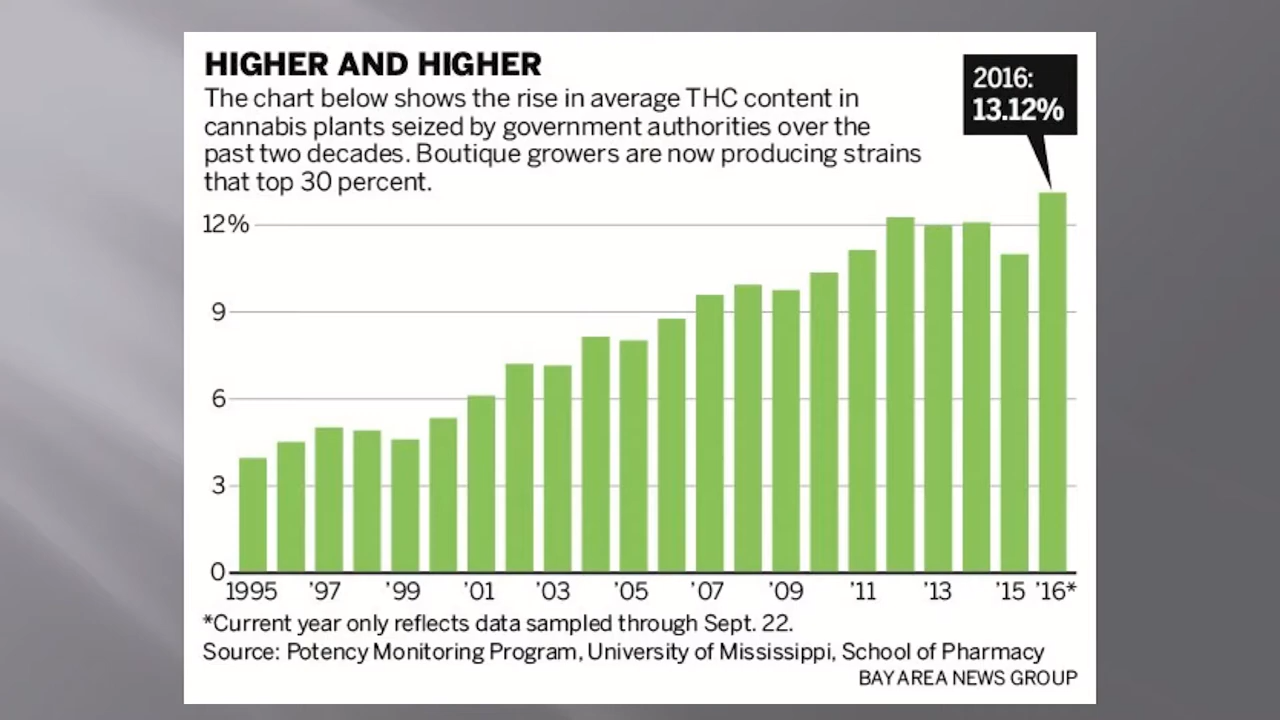 HIGHER AND HIGHER
The chart below shows the rise in average THC content in
cannabis plants seized by government authorities over the
past two decades. Boutique growers are now producing strains
that top 30 percent.
2016:
13.12%
12%
9
6
3
0
1995 ’97 ’99 ’01 ’03 ’05 ’07 ’09 ’11 ’13 ’15 ’16*
*Current year only reflects data sampled through Sept. 22.
Source: Potency Monitoring Program, University of Mississippi, School of Pharmacy
BAY AREA NEWS GROUP